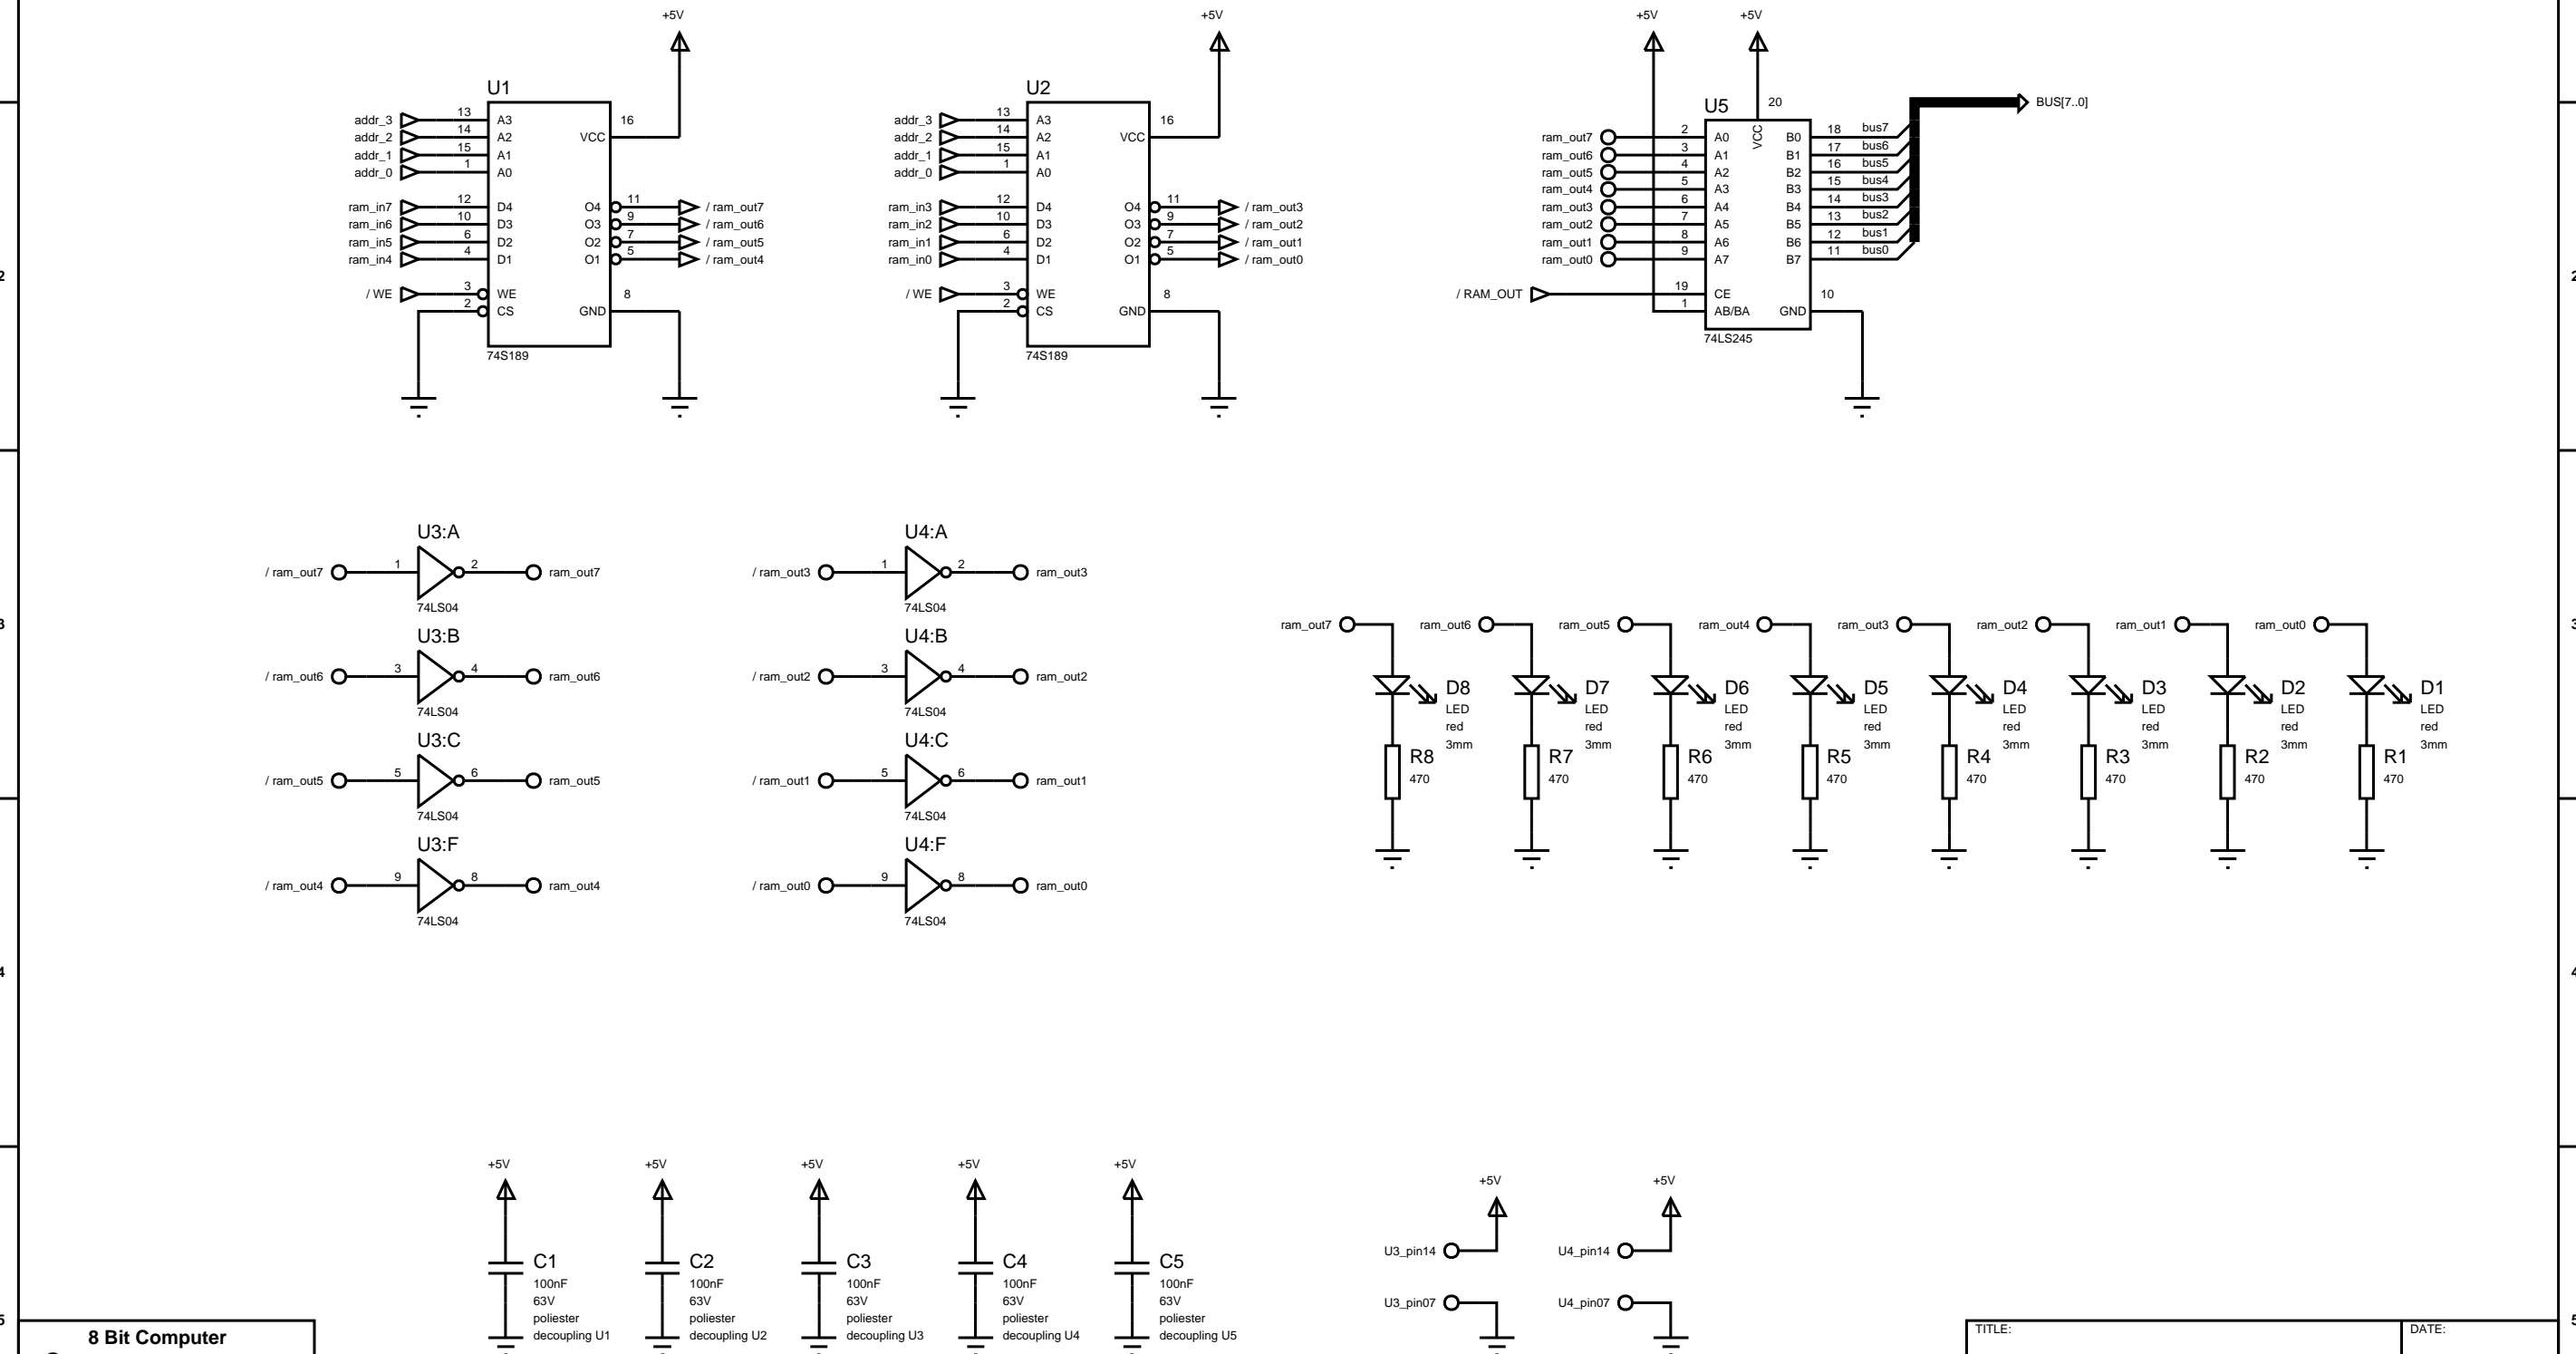 +5V +5V +5V +5V
U1 U2 U5 20 BUS[7..0]
addr_3 13 A3 16
addr_2 14 A2 VCC
addr_1 15 A1
addr_0 1 A0
ram_in7 12 D4 O4 11 / ram_out7
ram_in6 10 D3 O3 9 / ram_out6
ram_in5 6 D2 O2 7 / ram_out5
ram_in4 4 D1 O1 5 / ram_out4
/ WE 3 WE 8
2 CS GND
74S189
addr_3 13 A3 16
addr_2 14 A2 VCC
addr_1 15 A1
addr_0 1 A0
ram_in3 12 D4 O4 11 / ram_out3
ram_in2 10 D3 O3 9 / ram_out2
ram_in1 6 D2 O2 7 / ram_out1
ram_in0 4 D1 O1 5 / ram_out0
/ WE 3 WE 8
2 CS GND
74S189
VCC
ram_out7 2 A0 B0 18 bus7
ram_out6 3 A1 B1 17 bus6
ram_out5 4 A2 B2 16 bus5
ram_out4 5 A3 B3 15 bus4
ram_out3 6 A4 B4 14 bus3
ram_out2 7 A5 B5 13 bus2
ram_out1 8 A6 B6 12 bus1
ram_out0 9 A7 B7 11 bus0
/ RAM_OUT 19 CE 10
1 AB/BA GND
74LS245
2 2
U3:A U4:A
/ ram_out7 1 2 ram_out7 / ram_out3 1 2 ram_out3
74LS04 74LS04
3 3
U3:B U4:B
/ ram_out6 3 4 ram_out6 / ram_out2 3 4 ram_out2
74LS04 74LS04
U3:C U4:C
/ ram_out5 5 6 ram_out5 / ram_out1 5 6 ram_out1
74LS04 74LS04
U3:F U4:F
/ ram_out4 9 8 ram_out4 / ram_out0 9 8 ram_out0
74LS04 74LS04
ram_out7 ram_out6 ram_out5 ram_out4 ram_out3 ram_out2 ram_out1 ram_out0
D8 D7 D6 D5 D4 D3 D2 D1
LED LED LED LED LED LED LED LED
red red red red red red red red
3mm 3mm 3mm 3mm 3mm 3mm 3mm 3mm
R8 R7 R6 R5 R4 R3 R2 R1
470 470 470 470 470 470 470 470
4 4
+5V +5V +5V +5V +5V +5V +5V
C1 C2 C3 C4 C5
100nF 100nF 100nF 100nF 100nF
63V 63V 63V 63V 63V
poliester poliester poliester poliester poliester
decoupling U1 decoupling U2 decoupling U3 decoupling U4 decoupling U5
U3_pin14 U4_pin14
U3_pin07 U4_pin07
5 5
8 Bit Computer
TITLE: DATE: